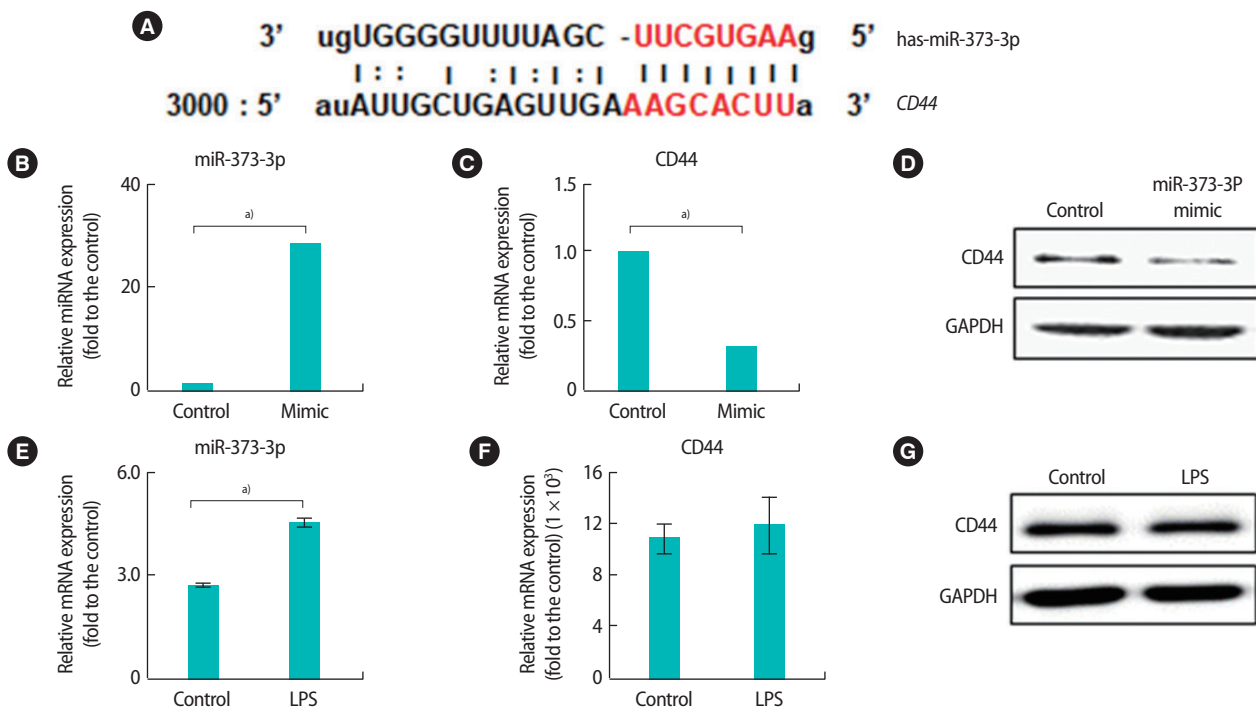 A
3' ugUGGGGUUUUAGC -UUCGUGAAg 5' has-miR-373-3p
3000 : 5' auAUUGCUGAGUUGAAAGCACUUa 3' CD44
B
miR-373-3p
Relative miRNA expression
(fold to the control)
40
20
0
a)
Control Mimic
C
CD44
Relative mRNA expression
(fold to the control)
1.5
1.0
0.5
0
a)
Control Mimic
D
Control miR-373-3P
mimic
CD44
GAPDH
E
miR-373-3p
Relative mRNA expression
(fold to the control)
6.0
3.0
0
a)
Control LPS
F
CD44
Relative mRNA expression
(fold to the control) (1 × 10³)
16
12
8
4
0
Control LPS
G
Control LPS
CD44
GAPDH